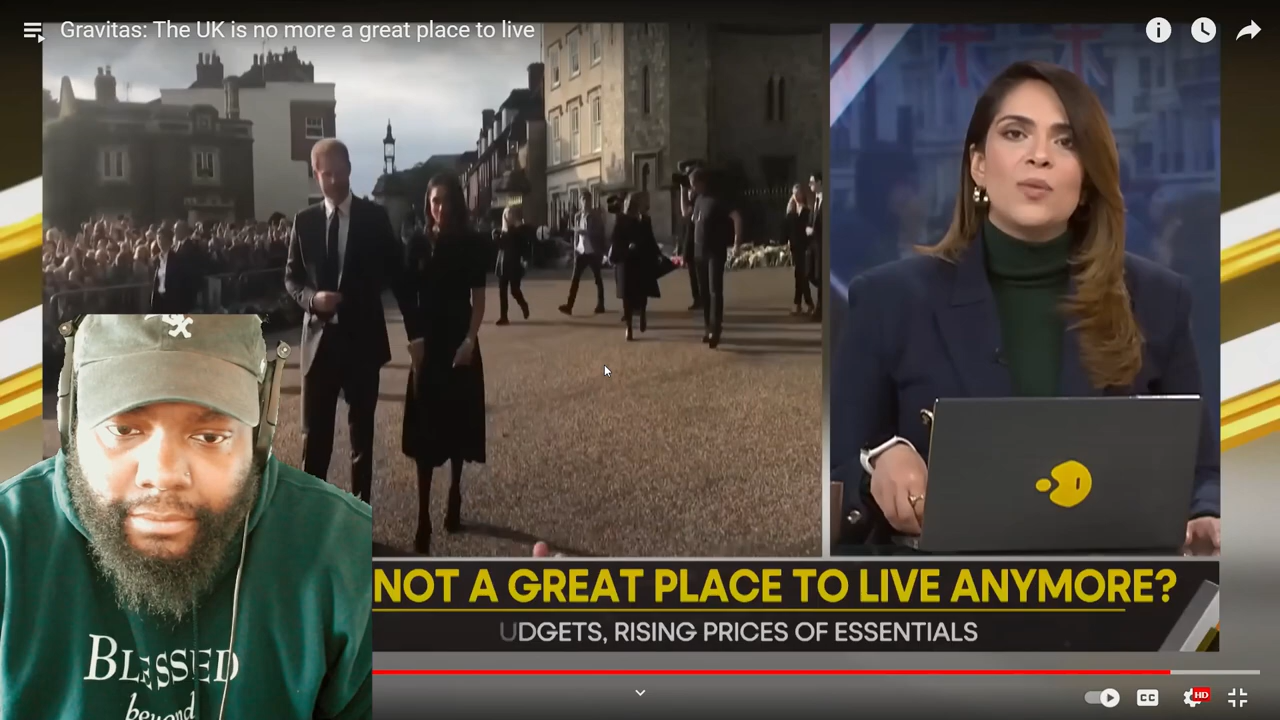 Gravitas: The UK is no more a great place to live
NOT A GREAT PLACE TO LIVE ANYMORE?
UDGETS, RISING PRICES OF ESSENTIALS
BLESSED
beyond
CC
HD